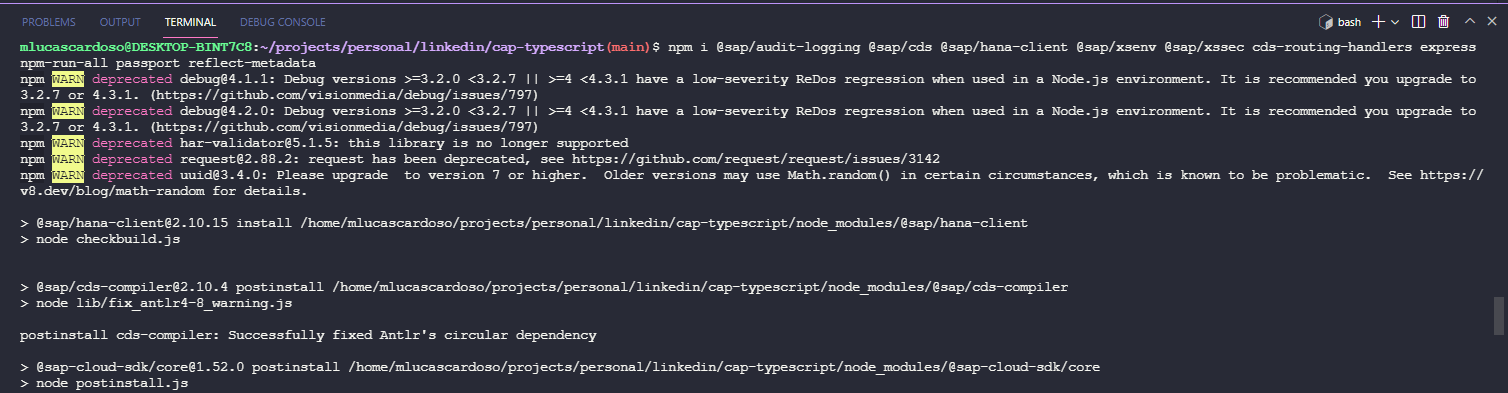 PROBLEMS OUTPUT TERMINAL DEBUG CONSOLE bash
mlucascardoso@DESKTOP-BINT7C8:~/projects/personal/linkedin/cap-typescript(main)$ npm i @sap/audit-logging @sap/cds @sap/hana-client @sap/xsenv @sap/xssec cds-routing-handlers express
npm-run-all passport reflect-metadata
npm WARN deprecated debug@4.1.1: Debug versions >=3.2.0 <3.2.7 || >=4 <4.3.1 have a low-severity ReDos regression when used in a Node.js environment. It is recommended you upgrade to
3.2.7 or 4.3.1. (https://github.com/visionmedia/debug/issues/797)
npm WARN deprecated debug@4.2.0: Debug versions >=3.2.0 <3.2.7 || >=4 <4.3.1 have a low-severity ReDos regression when used in a Node.js environment. It is recommended you upgrade to
3.2.7 or 4.3.1. (https://github.com/visionmedia/debug/issues/797)
npm WARN deprecated har-validator@5.1.5: this library is no longer supported
npm WARN deprecated request@2.88.2: request has been deprecated, see https://github.com/request/request/issues/3142
npm WARN deprecated uuid@3.4.0: Please upgrade  to version 7 or higher.  Older versions may use Math.random() in certain circumstances, which is known to be problematic.  See https://
v8.dev/blog/math-random for details.
> @sap/hana-client@2.10.15 install /home/mlucascardoso/projects/personal/linkedin/cap-typescript/node_modules/@sap/hana-client
> node checkbuild.js
> @sap/cds-compiler@2.10.4 postinstall /home/mlucascardoso/projects/personal/linkedin/cap-typescript/node_modules/@sap/cds-compiler
> node lib/fix_antlr4-8_warning.js
postinstall cds-compiler: Successfully fixed Antlr's circular dependency
> @sap-cloud-sdk/core@1.52.0 postinstall /home/mlucascardoso/projects/personal/linkedin/cap-typescript/node_modules/@sap-cloud-sdk/core
> node postinstall.js